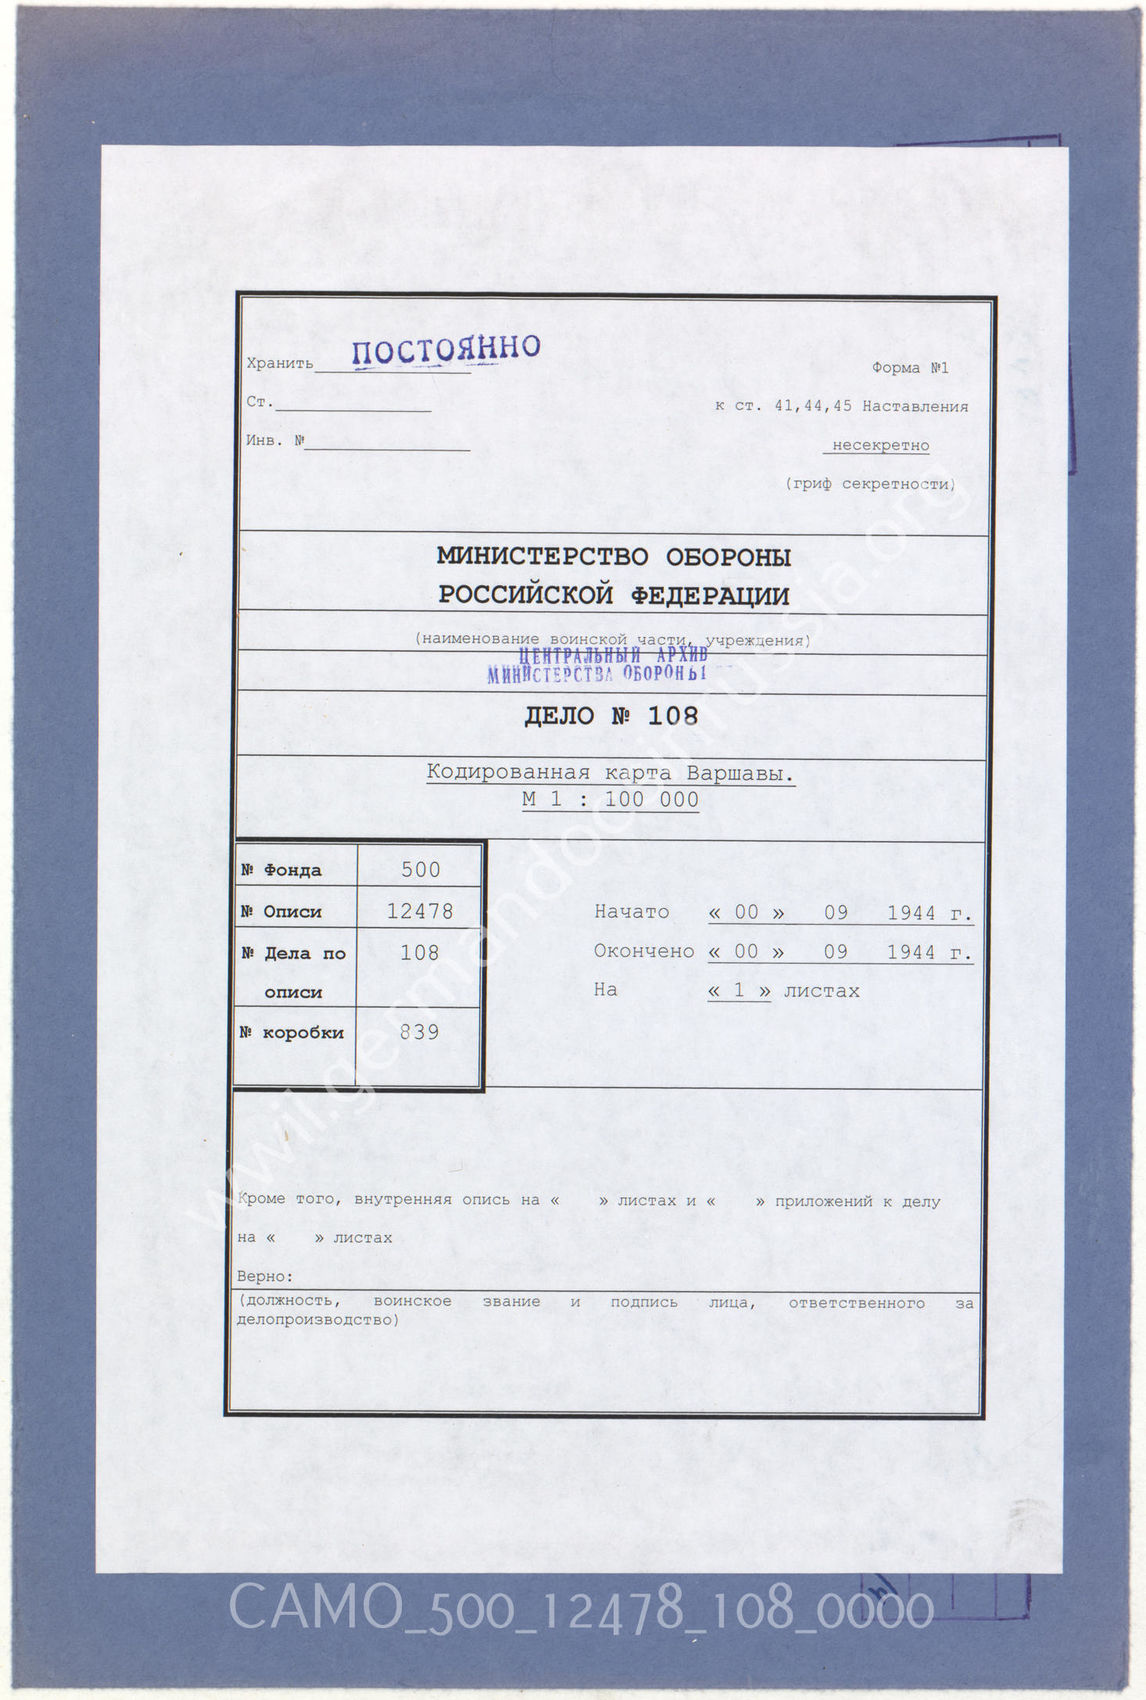 Хранить ПОСТОЯННО
Форма №1
Ст.
к ст. 41,44,45 Наставления
Инв. №
несекретно
(гриф секретности)
МИНИСТЕРСТВО ОБОРОНЫ
РОССИЙСКОЙ ФЕДЕРАЦИИ
(наименование воинской части, учреждения)
ЦЕНТРАЛЬНЫЙ АРХИВ
МИНИСТЕРСТВА ОБОРОНЫ
ДЕЛО № 108
Кодированная карта Варшавы.
М 1 : 100 000
№ Фонда 500
№ Описи 12478
№ Дела по описи 108
№ коробки 839
Начато « 00 » 09 1944 г.
Окончено « 00 » 09 1944 г.
На « 1 » листах
Кроме того, внутренняя опись на « » листах и « » приложений к делу
на « » листах
Верно:
(должность, воинское звание и подпись лица, ответственного за
делопроизводство)
wwii.germandocsinrussia.org
CAMO_500_12478_108_0000